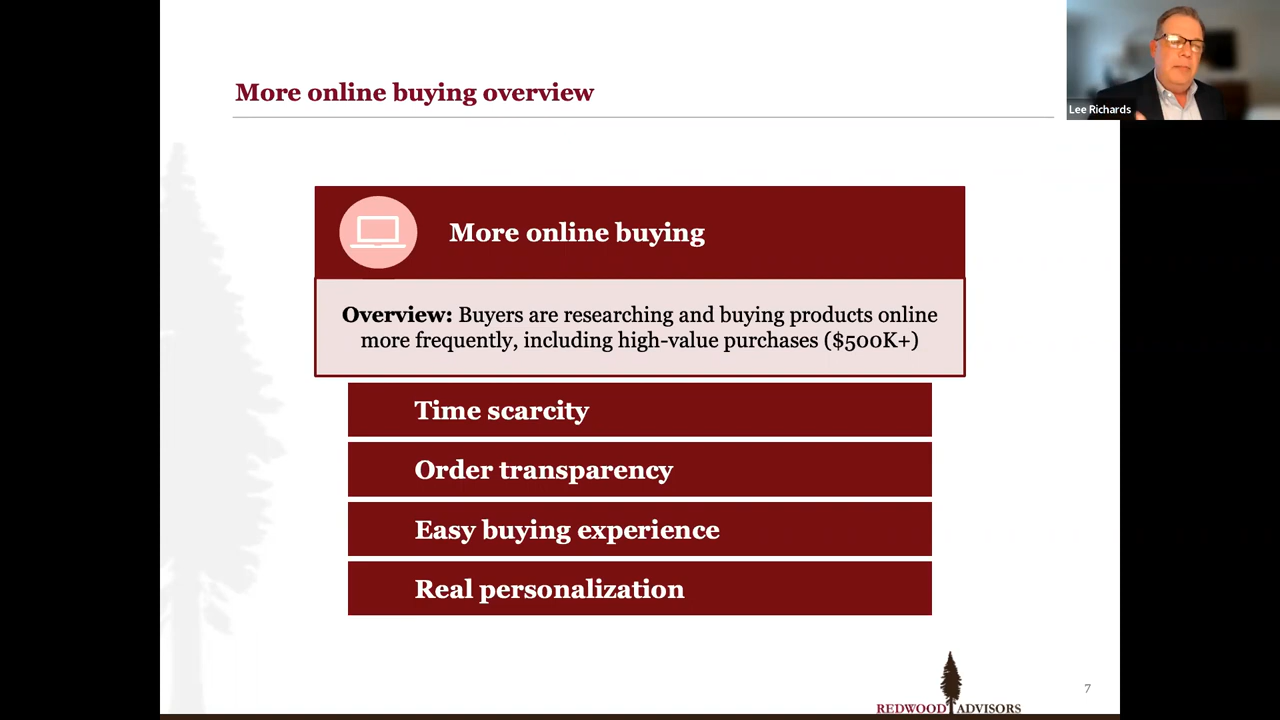 More online buying overview
Lee Richards
More online buying
Overview: Buyers are researching and buying products online
more frequently, including high-value purchases ($500K+)
Time scarcity
Order transparency
Easy buying experience
Real personalization
REDWOOD ADVISORS
7